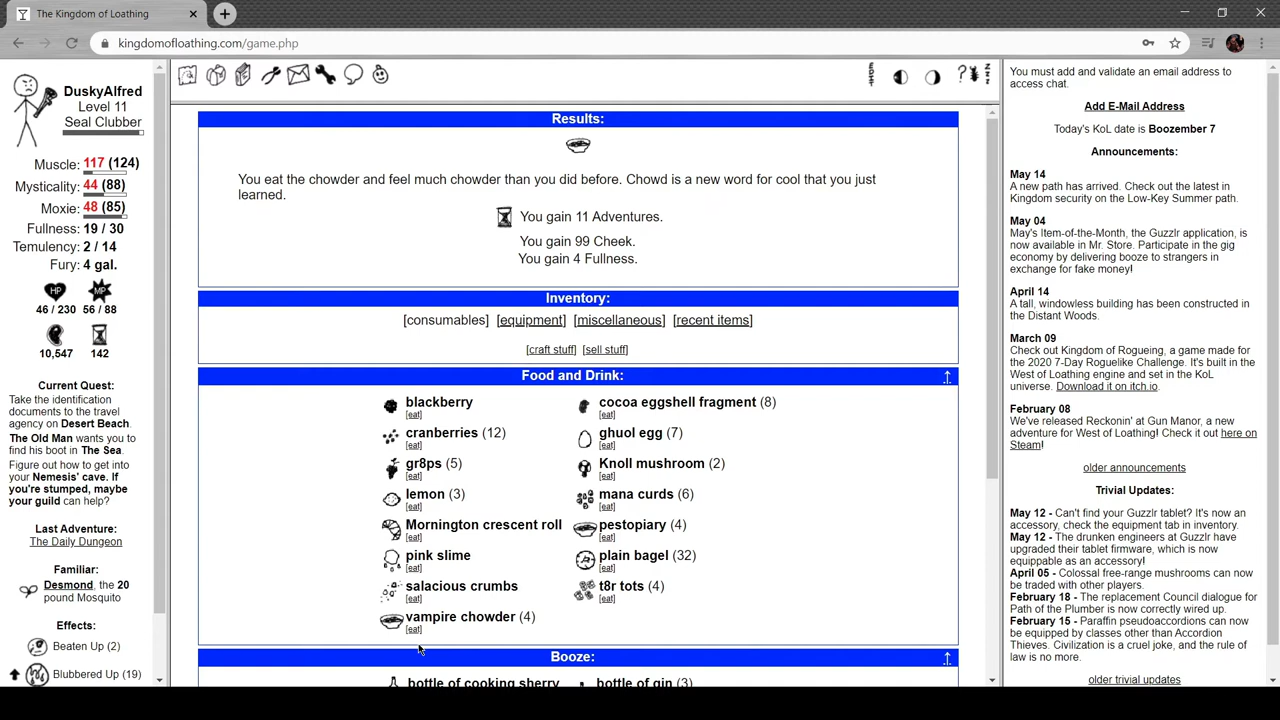 The Kingdom of Loathing
kingdomofloathing.com/game.php
DuskyAlfred
Level 11
Seal Clubber
Muscle: 117 (124)
Mysticality: 44 (88)
Moxie: 48 (85)
Fullness: 19 / 30
Temulency: 2 / 14
Fury: 4 gal.
HP MP
46 / 230 56 / 88
10,547 142
Current Quest:
Take the identification
documents to the travel
agency on Desert Beach.
The Old Man wants you to
find his boot in The Sea.
Figure out how to get into
your Nemesis' cave. If
you're stumped, maybe
your guild can help?
Last Adventure:
The Daily Dungeon
Familiar:
Desmond, the 20
pound Mosquito
Effects:
Beaten Up (2)
Blubbered Up (19)
Results:
You eat the chowder and feel much chowder than you did before. Chowd is a new word for cool that you just
learned.
You gain 11 Adventures.
You gain 99 Cheek.
You gain 4 Fullness.
Inventory:
[consumables] [equipment] [miscellaneous] [recent items]
[craft stuff] [sell stuff]
Food and Drink:
blackberry cocoa eggshell fragment (8)
[eat] [eat]
cranberries (12) ghuol egg (7)
[eat] [eat]
gr8ps (5) Knoll mushroom (2)
[eat] [eat]
lemon (3) mana curds (6)
[eat] [eat]
Mornington crescent roll pestopiary (4)
[eat] [eat]
pink slime plain bagel (32)
[eat] [eat]
salacious crumbs t8r tots (4)
[eat] [eat]
vampire chowder (4)
[eat]
Booze:
bottle of cooking sherry bottle of gin (3)
You must add and validate an email address to
access chat.
Add E-Mail Address
Today's KoL date is Boozember 7
Announcements:
May 14
A new path has arrived. Check out the latest in
Kingdom security on the Low-Key Summer path.
May 04
May's Item-of-the-Month, the Guzzlr application, is
now available in Mr. Store. Participate in the gig
economy by delivering booze to strangers in
exchange for fake money!
April 14
A tall, windowless building has been constructed in
the Distant Woods.
March 09
Check out Kingdom of Rogueing, a game made for
the 2020 7-Day Roguelike Challenge. It's built in the
West of Loathing engine and set in the KoL
universe. Download it on itch.io.
February 08
We've released Reckonin' at Gun Manor, a new
adventure for West of Loathing! Check it out here on
Steam!
older announcements
Trivial Updates:
May 12 - Can't find your Guzzlr tablet? It's now an
accessory, check the equipment tab in inventory.
May 12 - The drunken engineers at Guzzlr have
upgraded their tablet firmware, which is now
equippable as an accessory!
April 05 - Colossal free-range mushrooms can now
be traded with other players.
February 18 - The replacement Council dialogue for
Path of the Plumber is now correctly wired up.
February 15 - Paraffin pseudoaccordions can now
be equipped by classes other than Accordion
Thieves. Civilization is a cruel joke, and the rule of
law is no more.
older trivial updates